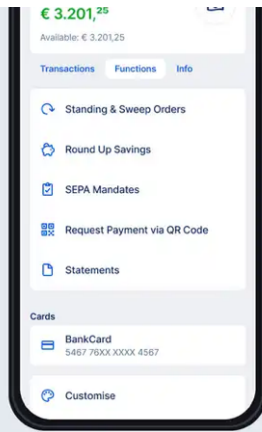 € 3.201,25
Available: € 3.201,25
Transactions Functions Info
Standing & Sweep Orders
Round Up Savings
SEPA Mandates
Request Payment via QR Code
Statements
Cards
BankCard
5467 76XX XXXX 4567
Customise